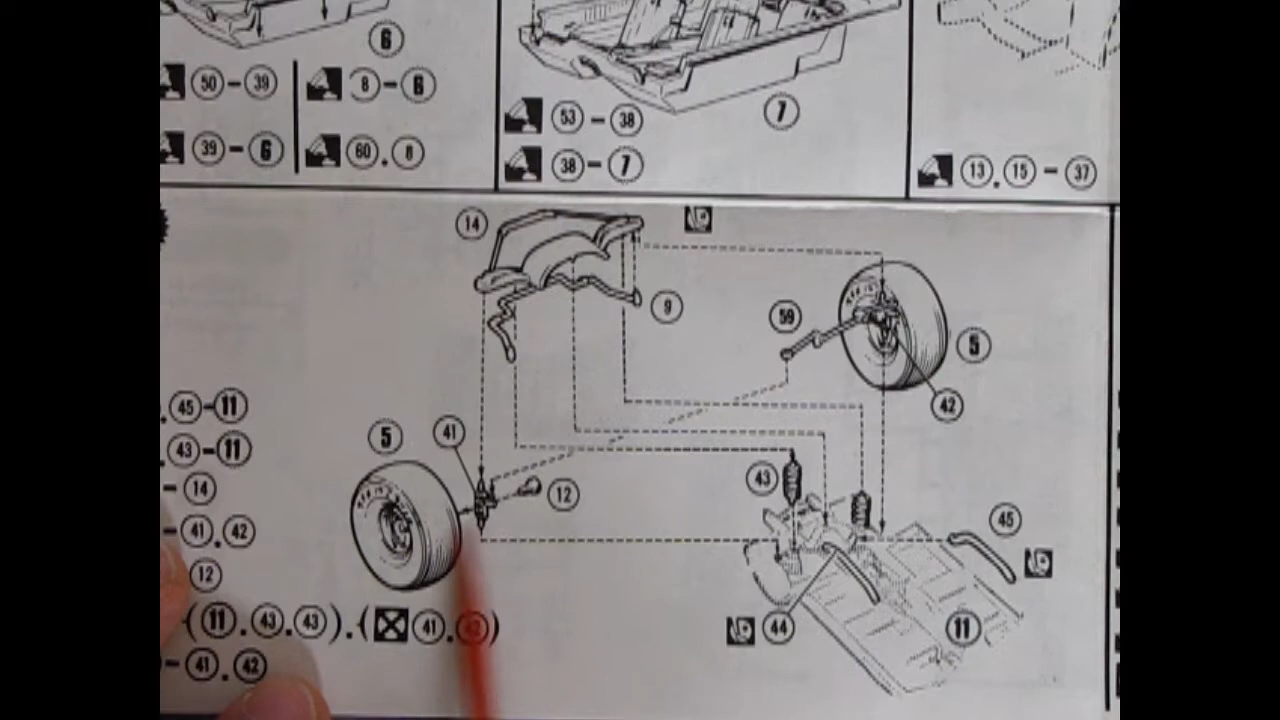 6
50 - 39
8 - 6
39 - 6
60 . 8
53 - 38
38 - 7
7
13 . 15 - 37
14
9
59
5
42
5
41
12
43
45
44
11
. 45 - 11
. 43 - 11
- 14
- 41 . 42
12
- ( 11 . 43 . 43 ) . ( 41 . )
- 41 . 42